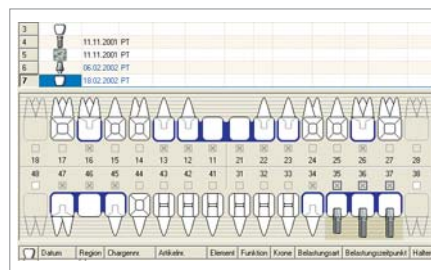 3
4 11.11.2001 PT
5 11.11.2001 PT
6 06.02.2002 PT
7 19.02.2002 PT
18 17 16 15 14 13 12 11 21 22 23 24 25 26 27 28
48 47 46 45 44 43 42 41 31 32 33 34 35 36 37 38
Datum Region Chargennr. Artikelnr. Element Funktion Krone Belastungsart Belastungszeitpunkt Halter